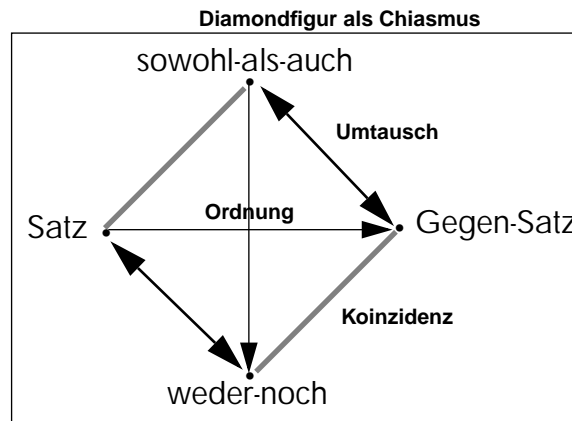 Diamondfigur als Chiasmus
sowohl-als-auch
Umtausch
Ordnung
Satz
Gegen-Satz
Koinzidenz
weder-noch